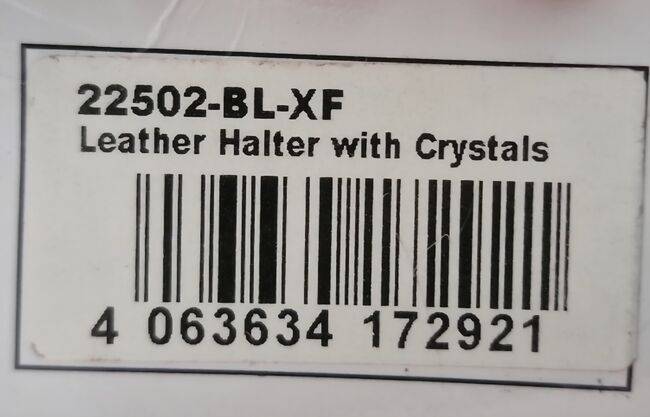 22502-BL-XF
Leather Halter with Crystals
4 063634 172921